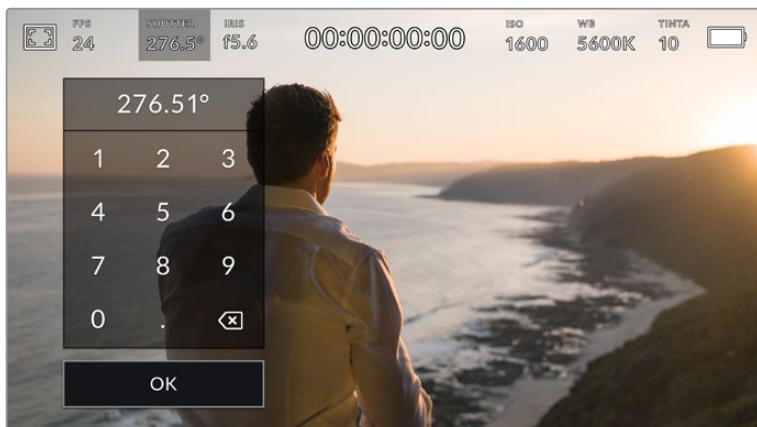 FPS SHUTTER IRIS ISO WB TINTA
24 276.5° f5.6 00:00:00:00 1600 5600K 10
276.51°
1 2 3
4 5 6
7 8 9
0 .
OK